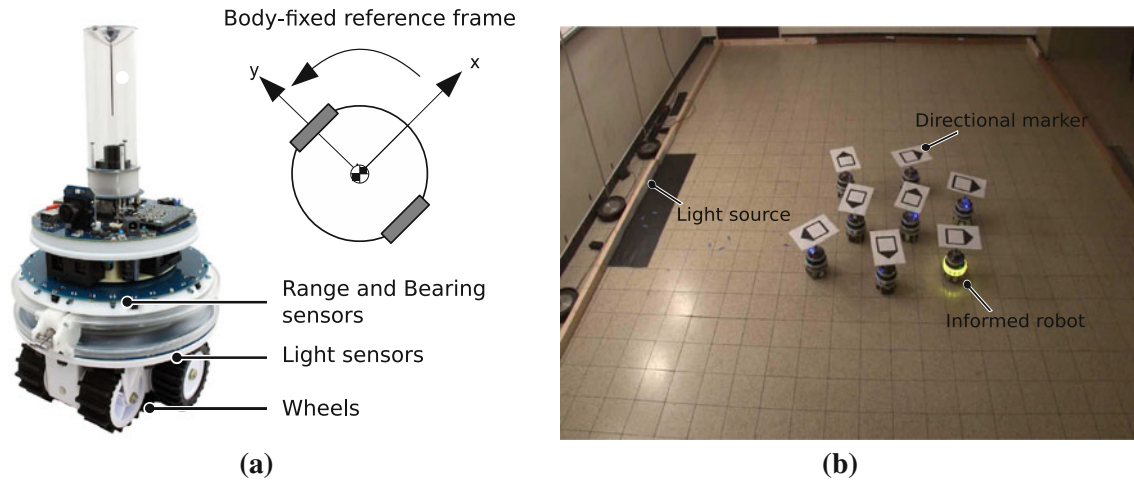 Body-fixed reference frame
y
x
Range and Bearing
sensors
Light sensors
Wheels
(a)
Directional marker
Light source
Informed robot
(b)